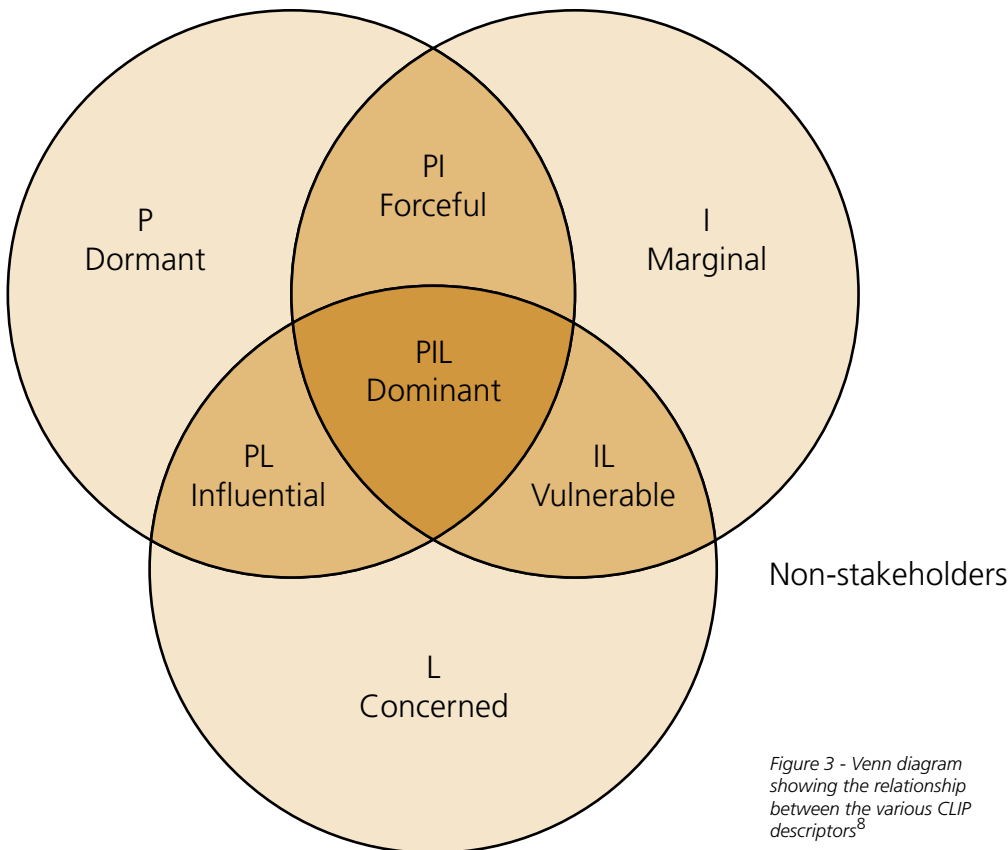 PI
Forceful
P
Dormant
I
Marginal
PIL
Dominant
PL
Influential
IL
Vulnerable
Non-stakeholders
L
Concerned
Figure 3 - Venn diagram
showing the relationship
between the various CLIP
descriptors8